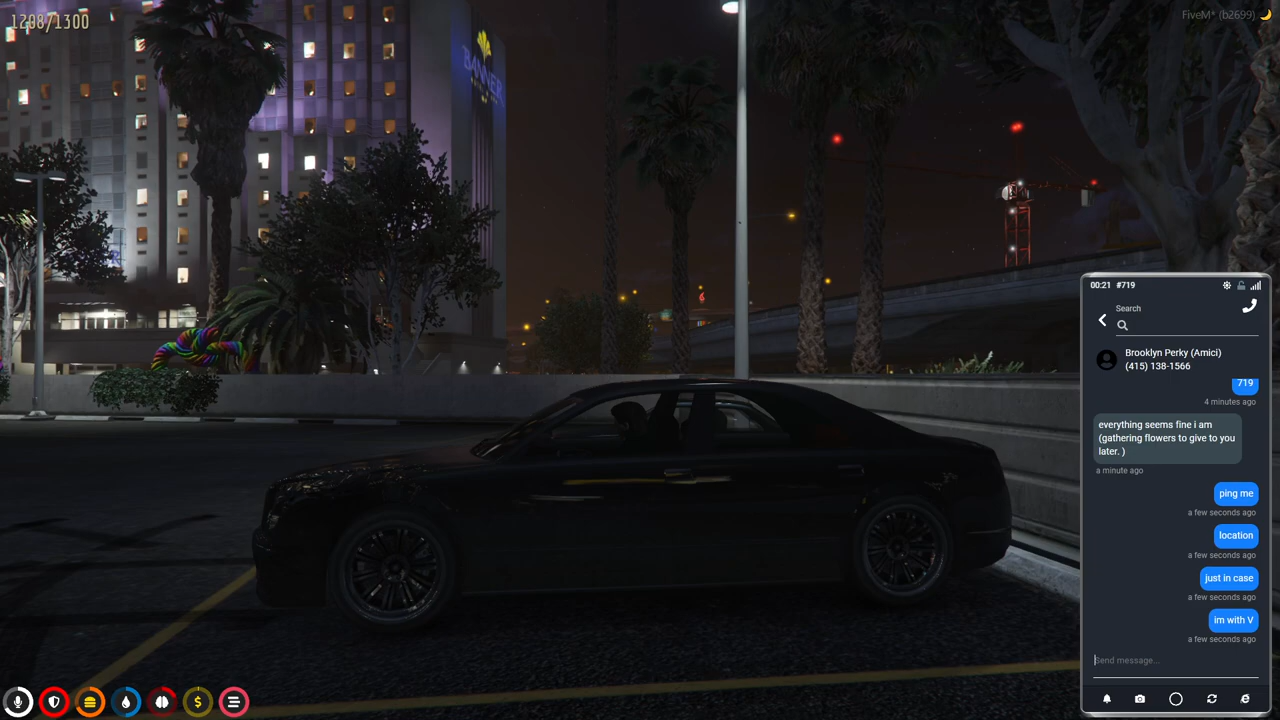 1288/1300
FiveM* (b2699)
BANNER
00:21 #719
Search
Brooklyn Perky (Amici)
(415) 138-1566
719
4 minutes ago
everything seems fine i am
(gathering flowers to give to you
later. )
a minute ago
ping me
a few seconds ago
location
a few seconds ago
just in case
a few seconds ago
im with V
a few seconds ago
Send message...